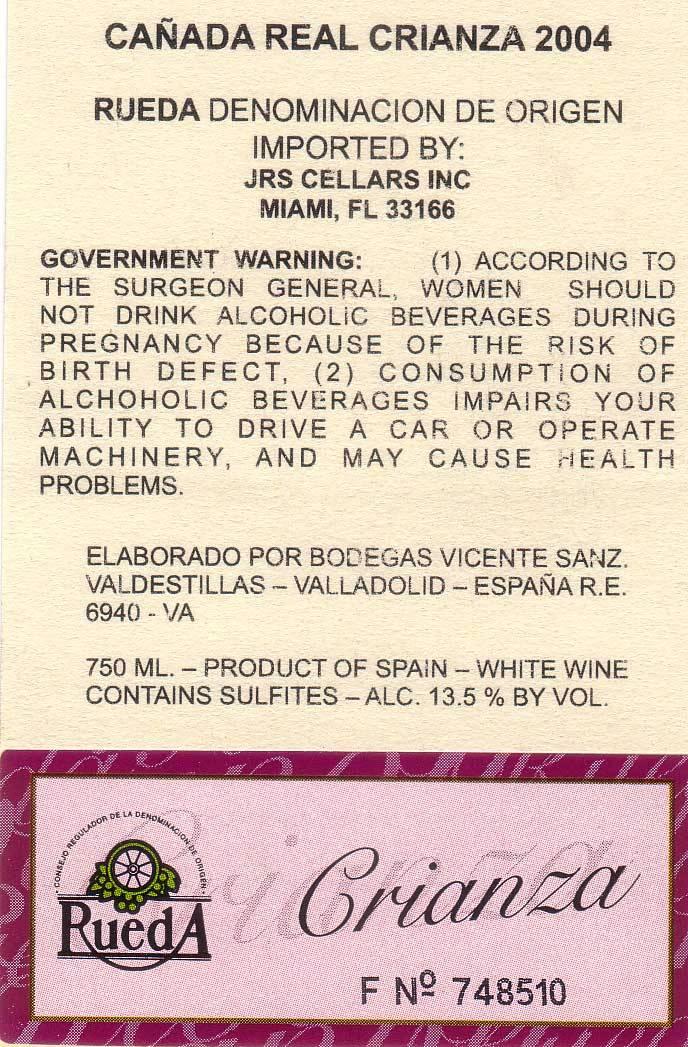 CAÑADA REAL CRIANZA 2004
RUEDA DENOMINACION DE ORIGEN
IMPORTED BY:
JRS CELLARS INC
MIAMI, FL 33166
GOVERNMENT WARNING: (1) ACCORDING TO
THE SURGEON GENERAL, WOMEN SHOULD
NOT DRINK ALCOHOLIC BEVERAGES DURING
PREGNANCY BECAUSE OF THE RISK OF
BIRTH DEFECT, (2) CONSUMPTION OF
ALCHOHOLIC BEVERAGES IMPAIRS YOUR
ABILITY TO DRIVE A CAR OR OPERATE
MACHINERY, AND MAY CAUSE HEALTH
PROBLEMS.
ELABORADO POR BODEGAS VICENTE SANZ.
VALDESTILLAS – VALLADOLID – ESPAÑA R.E.
6940 - VA
750 ML. – PRODUCT OF SPAIN – WHITE WINE
CONTAINS SULFITES – ALC. 13.5 % BY VOL.
· CONSEJO REGULADOR DE LA DENOMINACION DE ORIGEN ·
RuedA
Crianza
F Nº 748510